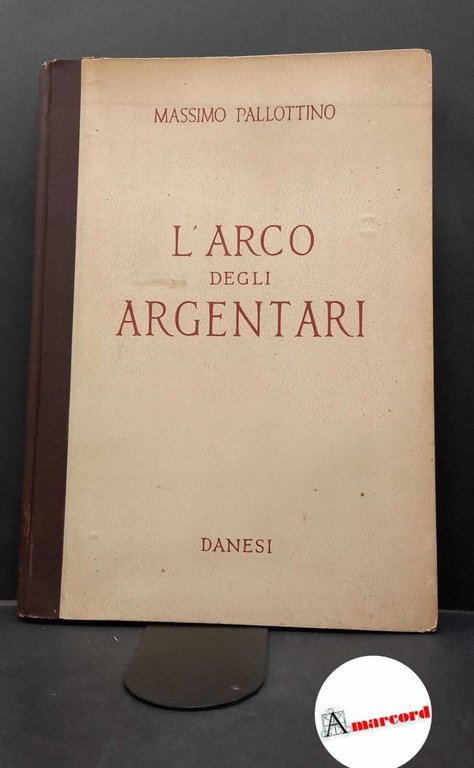 MASSIMO PALLOTTINO
L'ARCO
DEGLI
ARGENTARI
DANESI
Amarcord